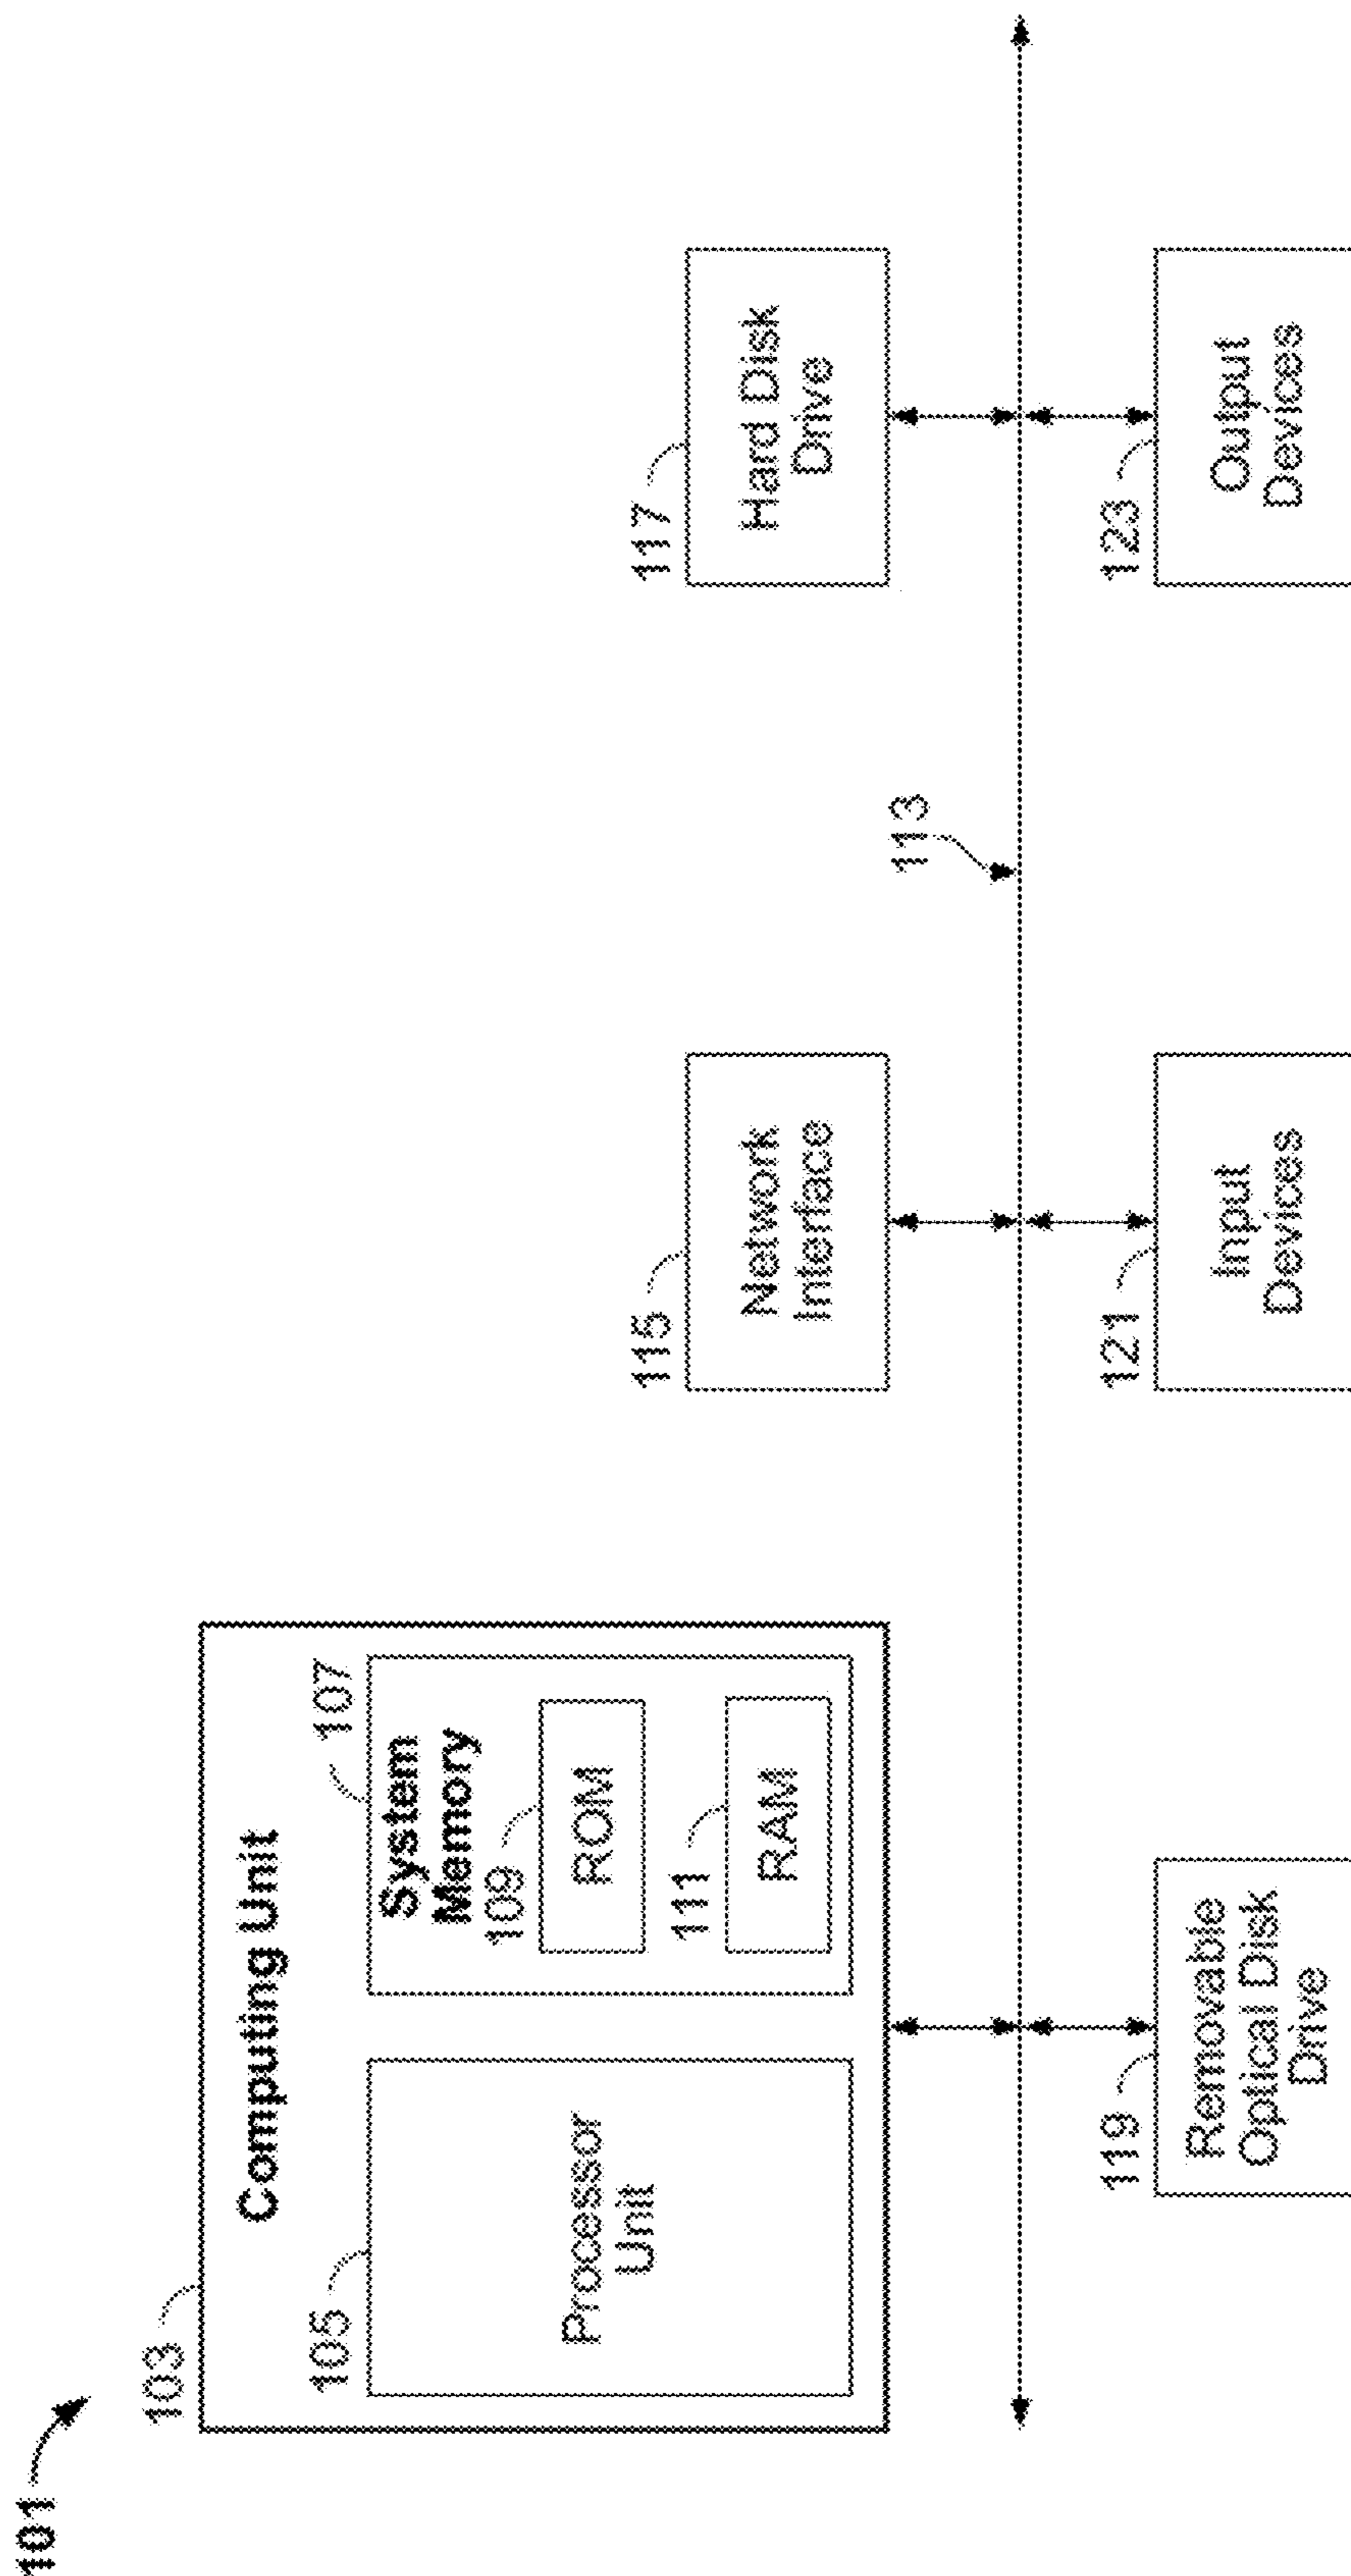 101
103
Computing Unit
105
Processor
Unit
107
System
Memory
109
ROM
111
RAM
115
Network
Interface
117
Hard Disk
Drive
113
119
Removable
Optical Disk
Drive
121
Input
Devices
123
Output
Devices